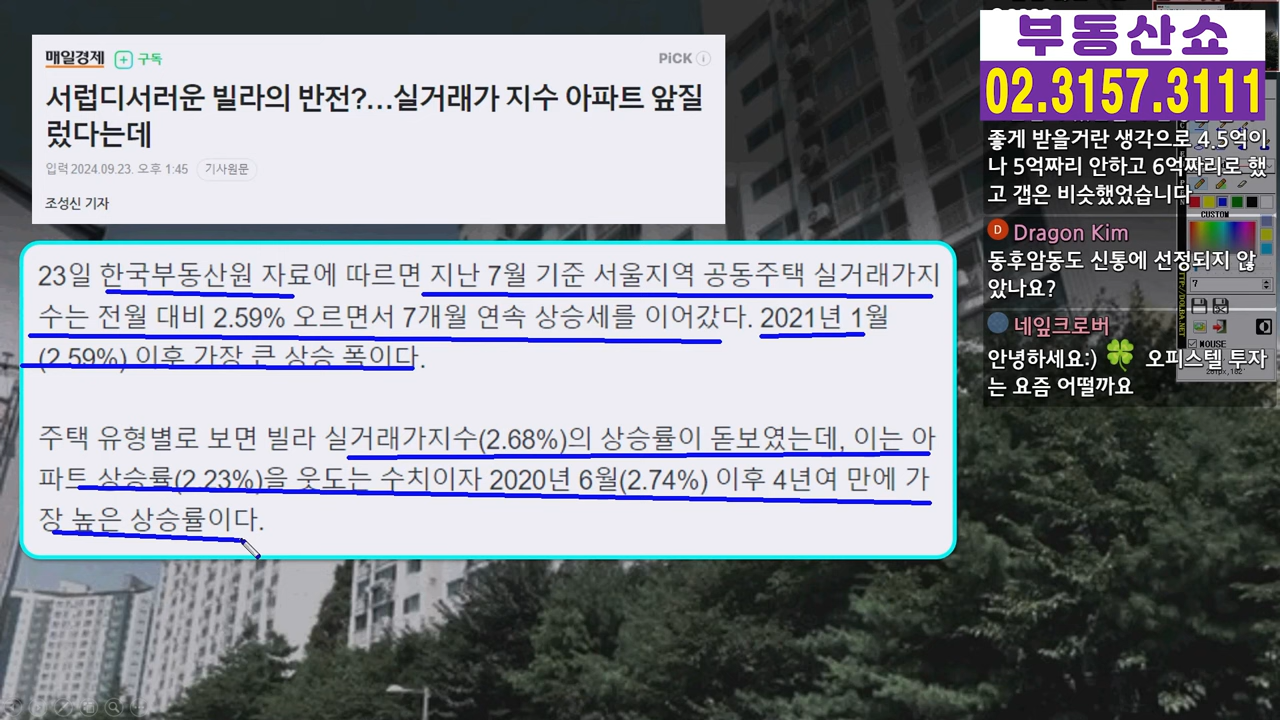 매일경제 구독 PiCK
서럽디서러운 빌라의 반전?…실거래가 지수 아파트 앞질
렀다는데
입력 2024.09.23. 오후 1:45 기사원문
조성신 기자
23일 한국부동산원 자료에 따르면 지난 7월 기준 서울지역 공동주택 실거래가지
수는 전월 대비 2.59% 오르면서 7개월 연속 상승세를 이어갔다. 2021년 1월
(2.59%) 이후 가장 큰 상승 폭이다.
주택 유형별로 보면 빌라 실거래가지수(2.68%)의 상승률이 돋보였는데, 이는 아
파트 상승률(2.23%)을 웃도는 수치이자 2020년 6월(2.74%) 이후 4년여 만에 가
장 높은 상승률이다.
부동산쇼
02.3157.3111
좋게 받을거란 생각으로 4.5억이
나 5억짜리 안하고 6억짜리로 했
고 갭은 비슷했었습니다
D Dragon Kim
동후암동도 신통에 선정되지 않
았나요?
네잎크로버
안녕하세요:) 🍀 오피스텔 투자
는 요즘 어떨까요
CUSTOM
7
MOUSE